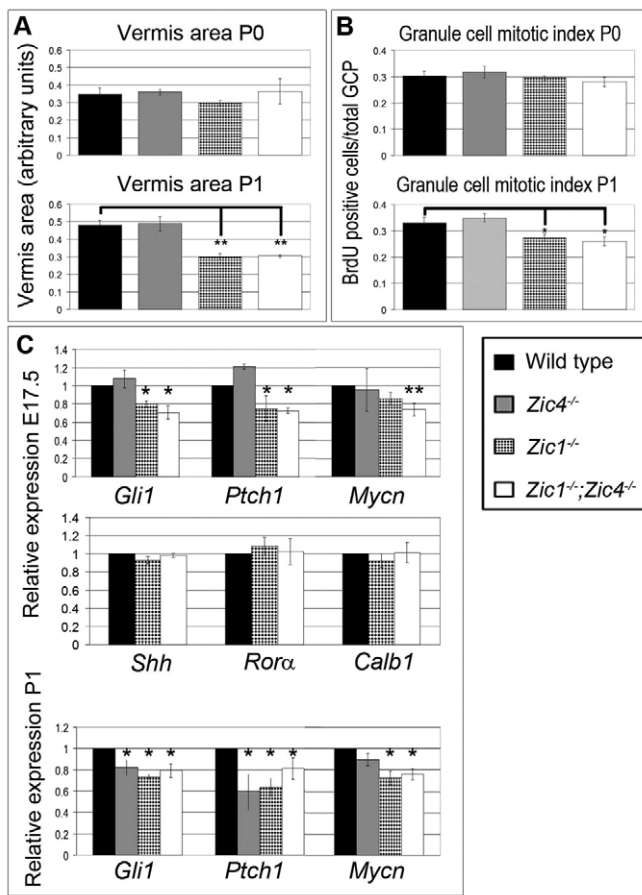 A
Vermis area P0
0.6
0.5
0.4
0.3
0.2
0.1
0
Vermis area P1
0.6
0.5
0.4
0.3
0.2
0.1
0
** **
Vermis area (arbitrary units)
B
Granule cell mitotic index P0
0.4
0.3
0.2
0.1
Granule cell mitotic index P1
0.4
0.3
0.2
0.1
* *
BrdU positive cells/total GCP
C
Relative expression E17.5
1.4
1.2
1
0.8
0.6
0.4
0.2
* * * * **
Gli1 Ptch1 Mycn
1.4
1.2
1
0.8
0.6
0.4
0.2
Shh Rorα Calb1
Relative expression P1
1.2
1
0.8
0.6
0.4
0.2
0
* * * * * * * *
Gli1 Ptch1 Mycn
Wild type
Zic4-/-
Zic1-/-
Zic1-/-;Zic4-/-